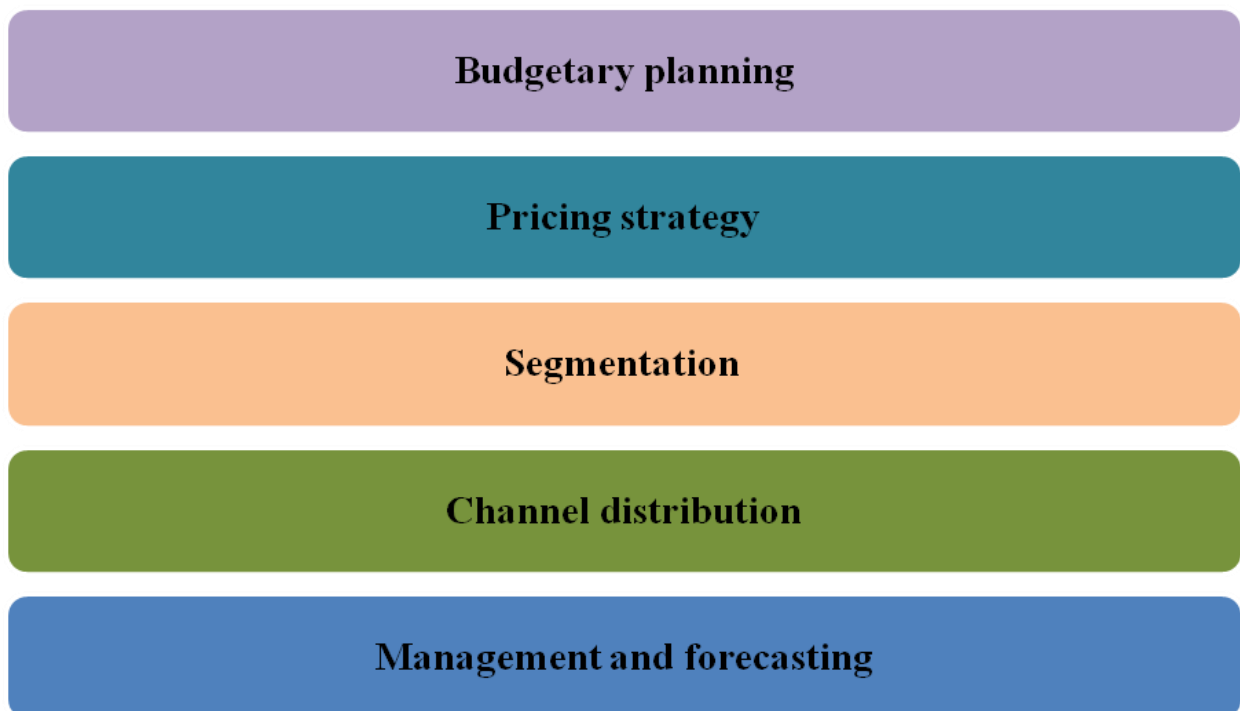 Budgetary planning
Pricing strategy
Segmentation
Channel distribution
Management and forecasting